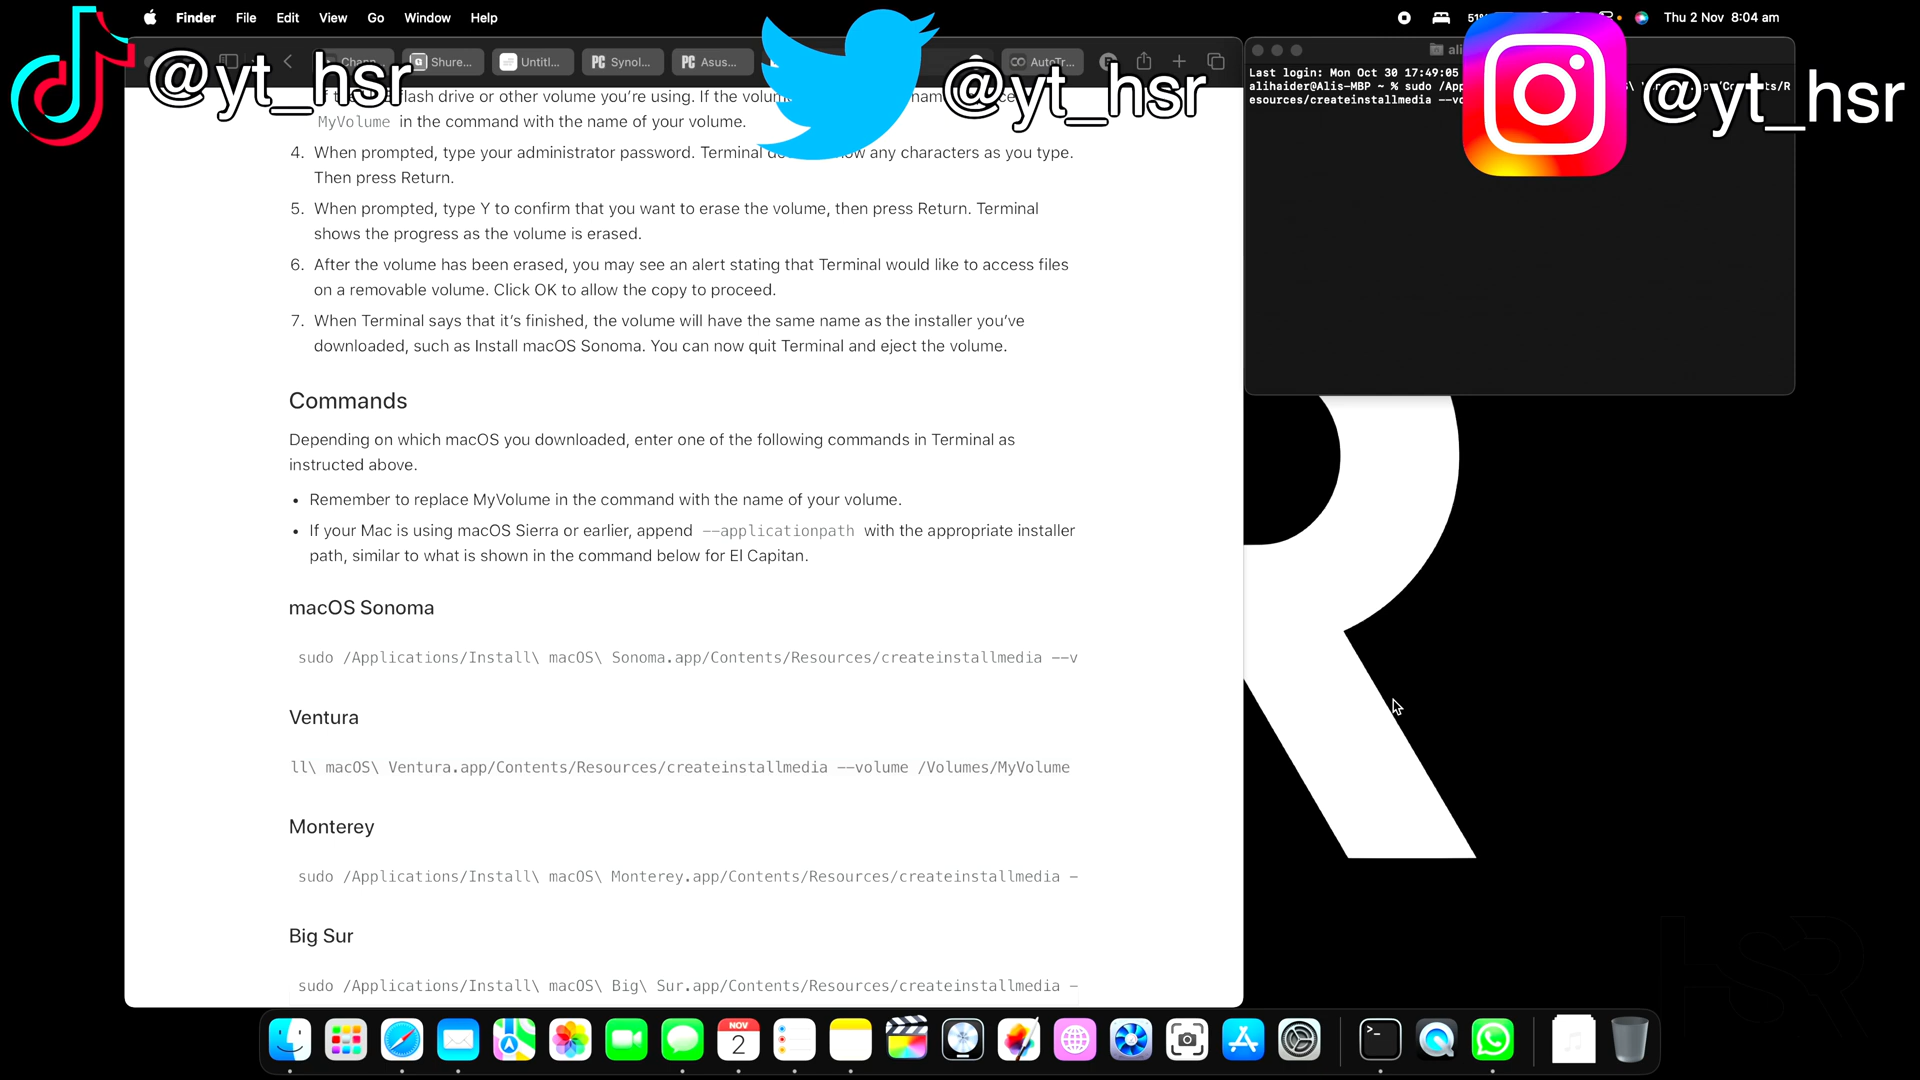 Finder File Edit View Go Window Help
51%
Thu 2 Nov 8:04 am
@yt_hsr
@yt_hsr
@yt_hsr
Shure...
Untitl...
PC Synol...
PC Asus...
AutoTr...
flash drive or other volume you're using. If the
MyVolume in the command with the name of your volume.
4. When prompted, type your administrator password. Terminal any characters as you type.
Then press Return.
5. When prompted, type Y to confirm that you want to erase the volume, then press Return. Terminal
shows the progress as the volume is erased.
6. After the volume has been erased, you may see an alert stating that Terminal would like to access files
on a removable volume. Click OK to allow the copy to proceed.
7. When Terminal says that it's finished, the volume will have the same name as the installer you've
downloaded, such as Install macOS Sonoma. You can now quit Terminal and eject the volume.
Commands
Depending on which macOS you downloaded, enter one of the following commands in Terminal as
instructed above.
• Remember to replace MyVolume in the command with the name of your volume.
• If your Mac is using macOS Sierra or earlier, append --applicationpath with the appropriate installer
path, similar to what is shown in the command below for El Capitan.
macOS Sonoma
sudo /Applications/Install\ macOS\ Sonoma.app/Contents/Resources/createinstallmedia --v
Ventura
ll\ macOS\ Ventura.app/Contents/Resources/createinstallmedia --volume /Volumes/MyVolume
Monterey
sudo /Applications/Install\ macOS\ Monterey.app/Contents/Resources/createinstallmedia -
Big Sur
sudo /Applications/Install\ macOS\ Big\ Sur.app/Contents/Resources/createinstallmedia -
Last login: Mon Oct 30 17:49:05
alihaider@Alis-MBP ~ % sudo
esources/createinstallmedia
R
HSR
NOV
2